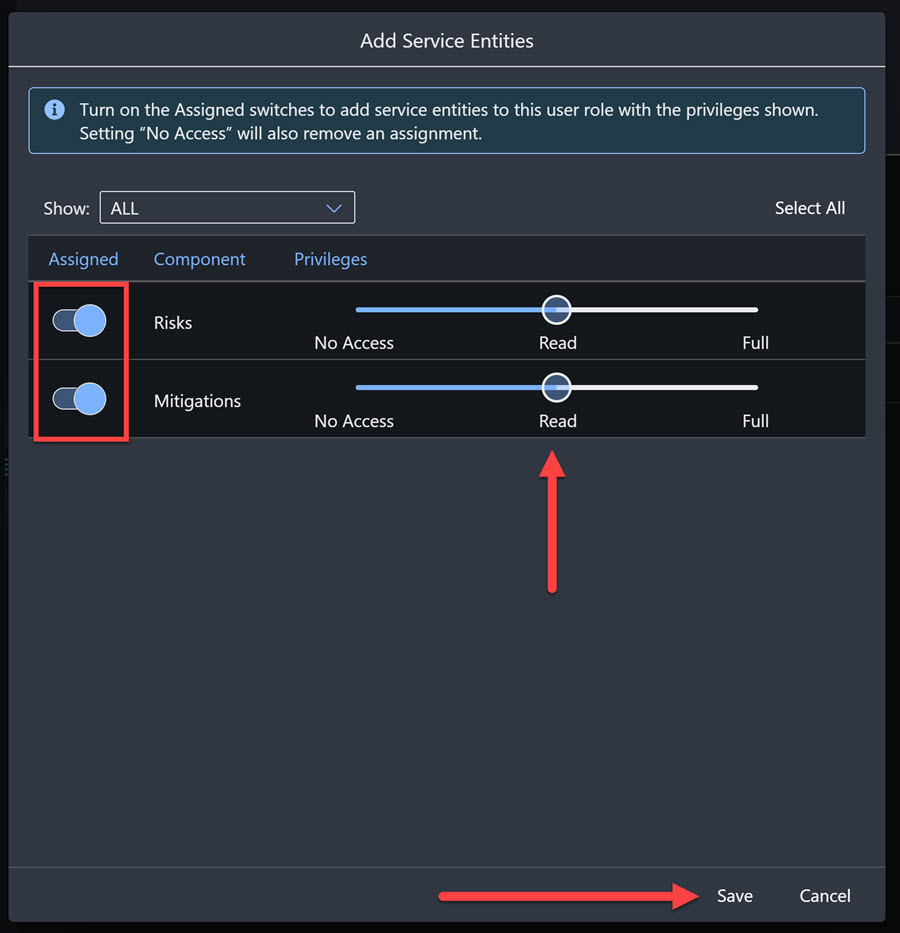 Add Service Entities
Turn on the Assigned switches to add service entities to this user role with the privileges shown.
Setting “No Access” will also remove an assignment.
Show: ALL Select All
Assigned Component Privileges
Risks
No Access Read Full
Mitigations
No Access Read Full
Save Cancel